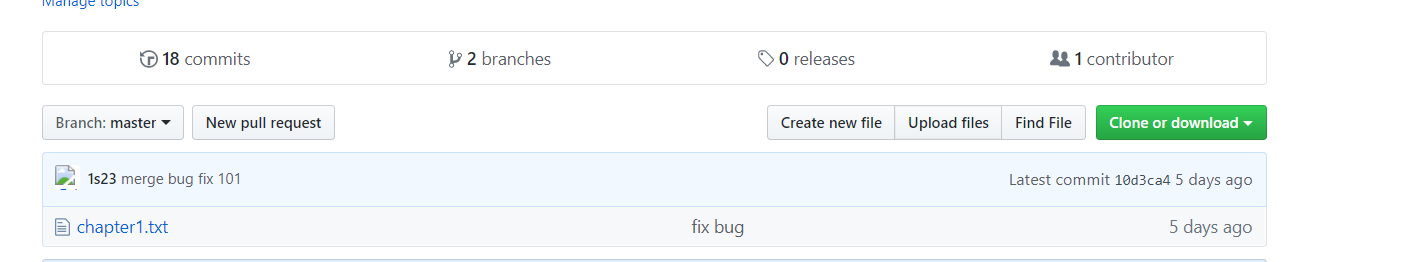 Manage topics
18 commits 2 branches 0 releases 1 contributor
Branch: master New pull request Create new file Upload files Find File Clone or download
1s23 merge bug fix 101 Latest commit 10d3ca4 5 days ago
chapter1.txt fix bug 5 days ago